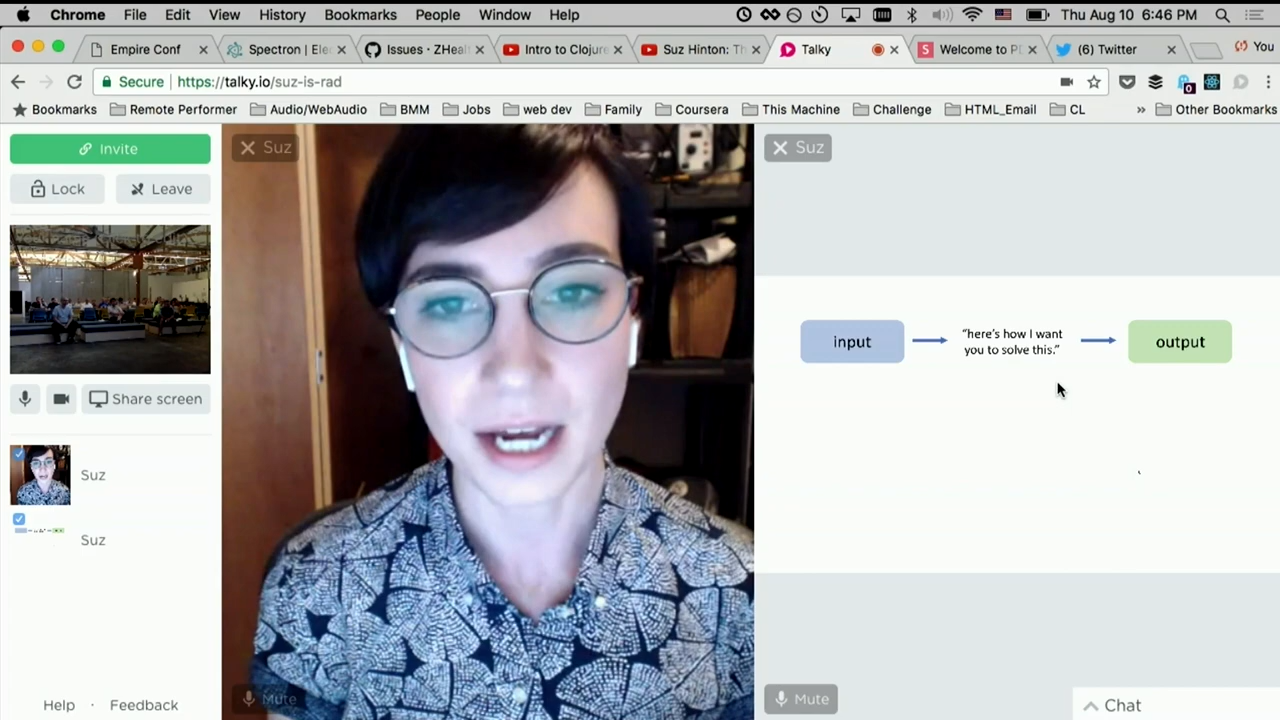 Chrome File Edit View History Bookmarks People Window Help Thu Aug 10 6:46 PM
Empire Conf Spectron | Ele Issues · ZHeal Intro to Clojure Suz Hinton: Th Talky Welcome to P Twitter You
Secure https://talky.io/suz-is-rad 0
Bookmarks Remote Performer Audio/WebAudio BMM Jobs web dev Family Coursera This Machine Challenge HTML_Email CL » Other Bookmarks
Invite
Lock Leave
Share screen
Suz
Suz
Help · Feedback
Suz
Mute
Suz
input
"here's how I want
you to solve this."
output
Mute
Chat